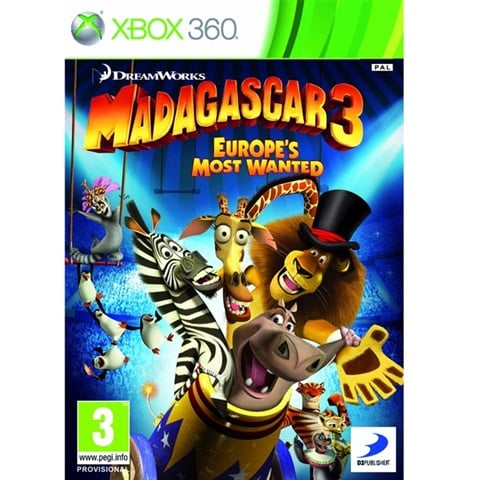 XBOX 360
PAL
DREAMWORKS
MADAGASCAR 3
EUROPE'S
MOST WANTED
3
www.pegi.info
PROVISIONAL
D3PUBLISHER